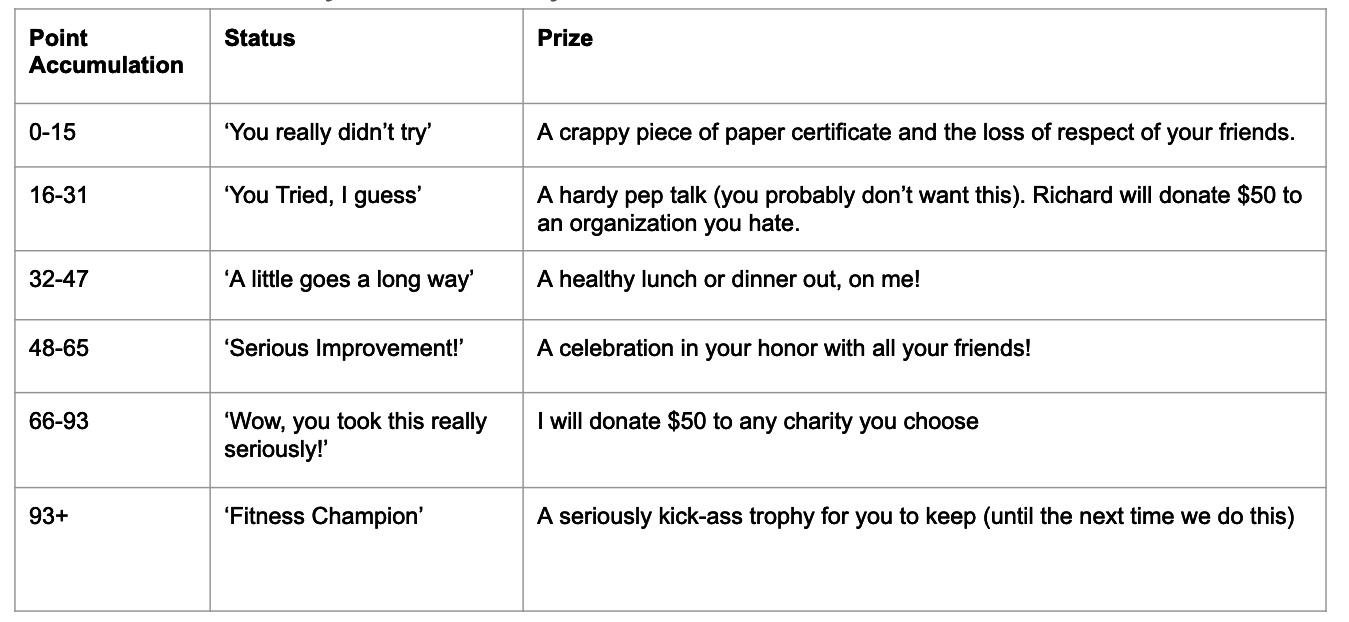 Point
Accumulation
Status
Prize
0-15
‘You really didn’t try’
A crappy piece of paper certificate and the loss of respect of your friends.
16-31
‘You Tried, I guess’
A hardy pep talk (you probably don’t want this). Richard will donate $50 to
an organization you hate.
32-47
‘A little goes a long way’
A healthy lunch or dinner out, on me!
48-65
‘Serious Improvement!’
A celebration in your honor with all your friends!
66-93
‘Wow, you took this really
seriously!’
I will donate $50 to any charity you choose
93+
‘Fitness Champion’
A seriously kick-ass trophy for you to keep (until the next time we do this)